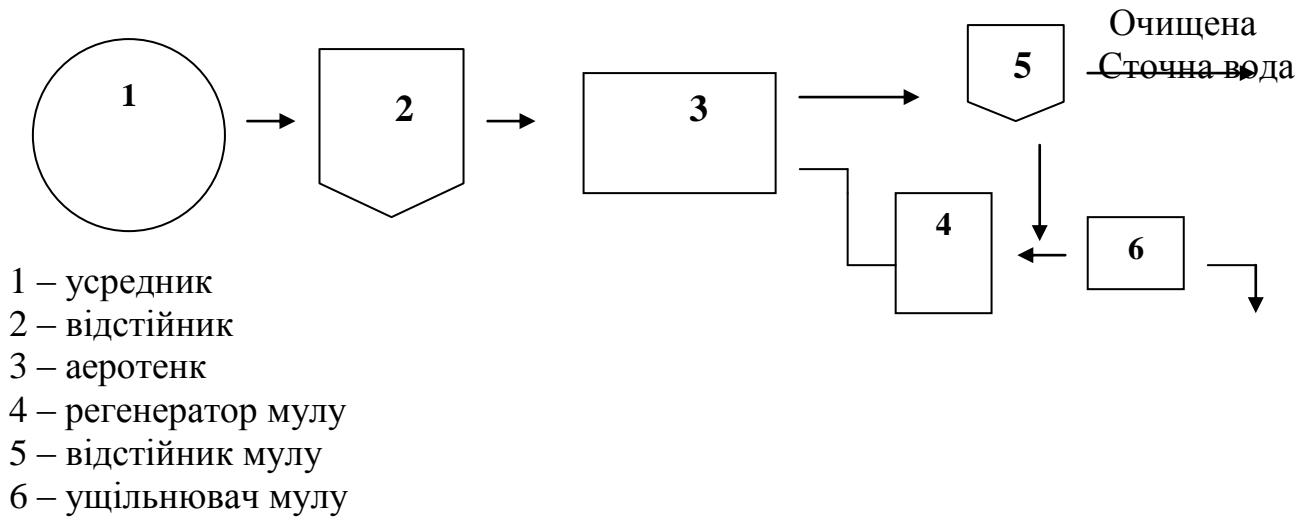 Очищена
Сточна вода
1
2
3
5
4
6
1 – усредник
2 – відстійник
3 – аеротенк
4 – регенератор мулу
5 – відстійник мулу
6 – ущільнювач мулу